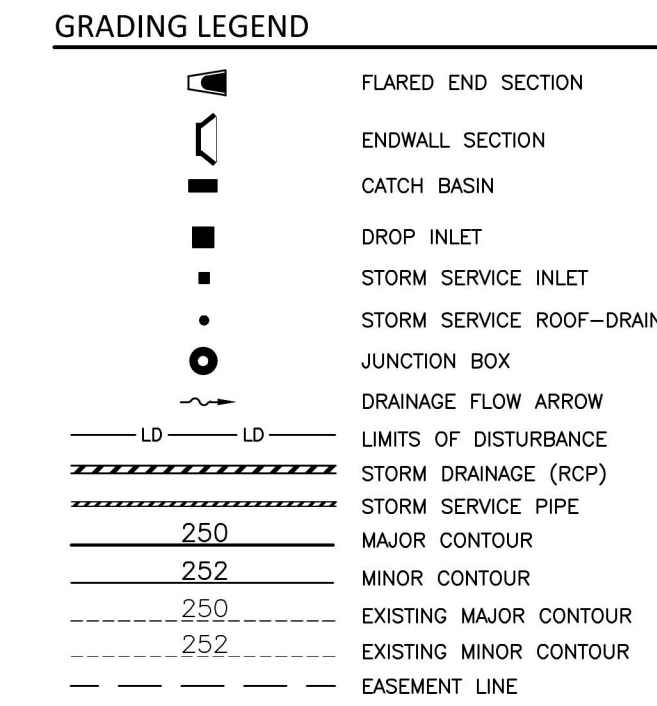 GRADING LEGEND
FLARED END SECTION
ENDWALL SECTION
CATCH BASIN
DROP INLET
STORM SERVICE INLET
STORM SERVICE ROOF-DRAIN
JUNCTION BOX
DRAINAGE FLOW ARROW
LD LD LIMITS OF DISTURBANCE
STORM DRAINAGE (RCP)
STORM SERVICE PIPE
250 MAJOR CONTOUR
252 MINOR CONTOUR
250 EXISTING MAJOR CONTOUR
252 EXISTING MINOR CONTOUR
EASEMENT LINE